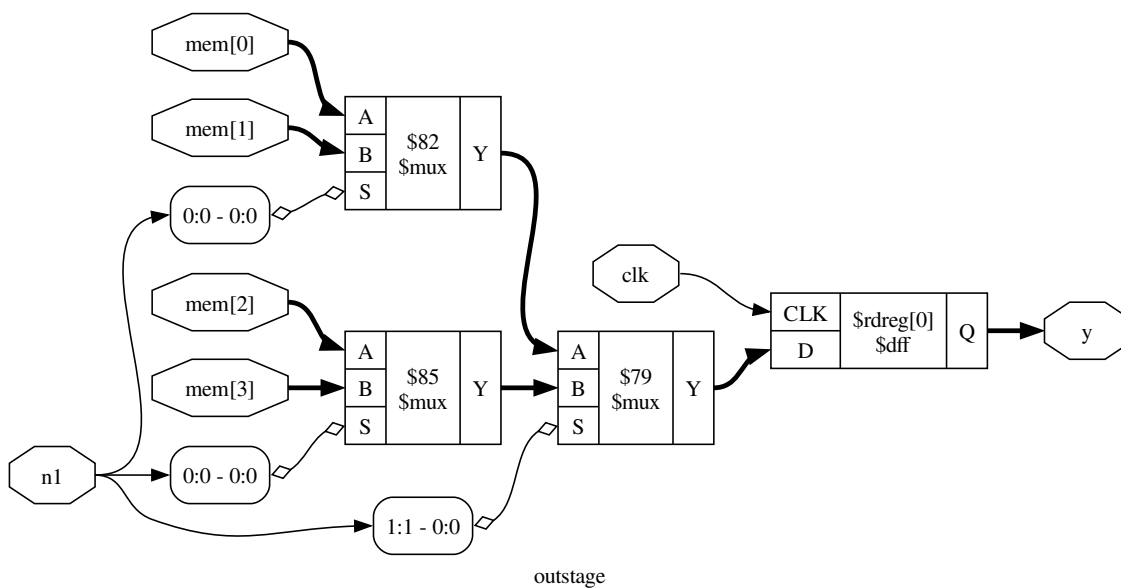 mem[0]
mem[1]
A
B
S
$82
$mux
Y
0:0 - 0:0
mem[2]
mem[3]
A
B
S
$85
$mux
Y
n1
0:0 - 0:0
1:1 - 0:0
A
B
S
$79
$mux
Y
clk
CLK
D
$rdreg[0]
$dff
Q
y
outstage